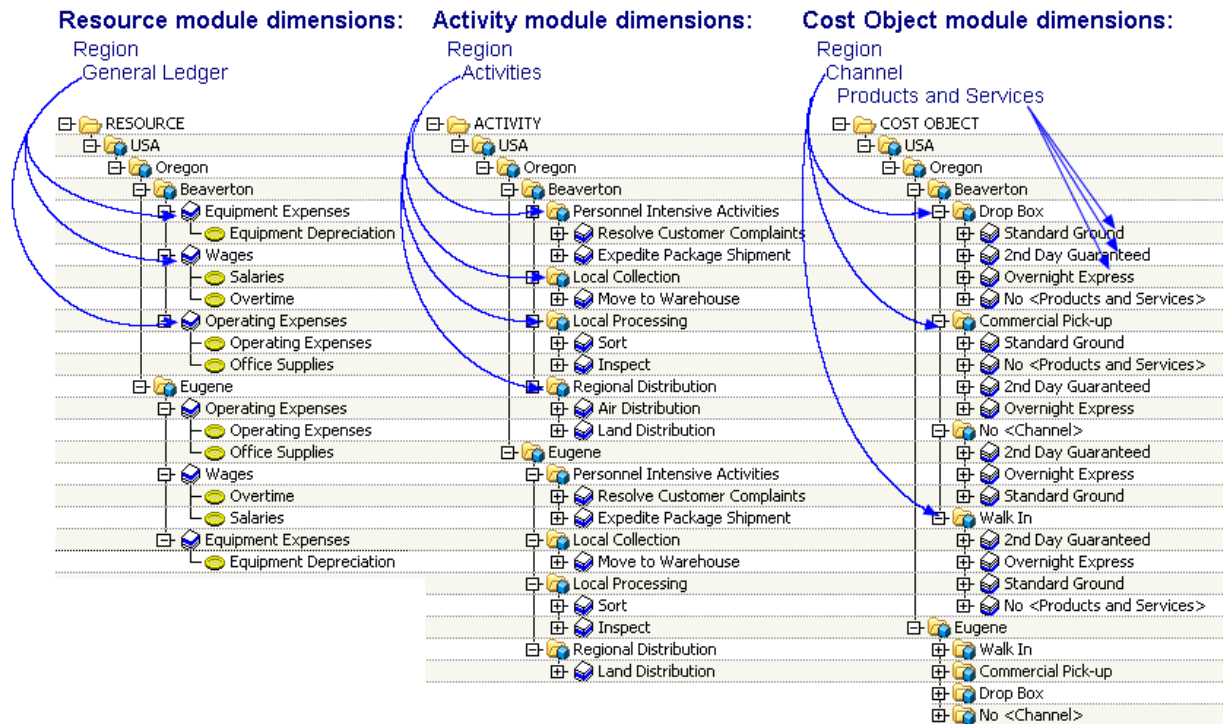 Resource module dimensions:
Region
General Ledger
RESOURCE
USA
Oregon
Beaverton
Equipment Expenses
Equipment Depreciation
Wages
Salaries
Overtime
Operating Expenses
Operating Expenses
Office Supplies
Eugene
Operating Expenses
Operating Expenses
Office Supplies
Wages
Overtime
Salaries
Equipment Expenses
Equipment Depreciation
Activity module dimensions:
Region
Activities
ACTIVITY
USA
Oregon
Beaverton
Personnel Intensive Activities
Resolve Customer Complaints
Expedite Package Shipment
Local Collection
Move to Warehouse
Local Processing
Sort
Inspect
Regional Distribution
Air Distribution
Land Distribution
Eugene
Personnel Intensive Activities
Resolve Customer Complaints
Expedite Package Shipment
Local Collection
Move to Warehouse
Local Processing
Sort
Inspect
Regional Distribution
Land Distribution
Cost Object module dimensions:
Region
Channel
Products and Services
COST OBJECT
USA
Oregon
Beaverton
Drop Box
Standard Ground
2nd Day Guaranteed
Overnight Express
No <Products and Services>
Commercial Pick-up
Standard Ground
No <Products and Services>
2nd Day Guaranteed
Overnight Express
No <Channel>
2nd Day Guaranteed
Overnight Express
Standard Ground
Walk In
2nd Day Guaranteed
Overnight Express
Standard Ground
No <Products and Services>
Eugene
Walk In
Commercial Pick-up
Drop Box
No <Channel>